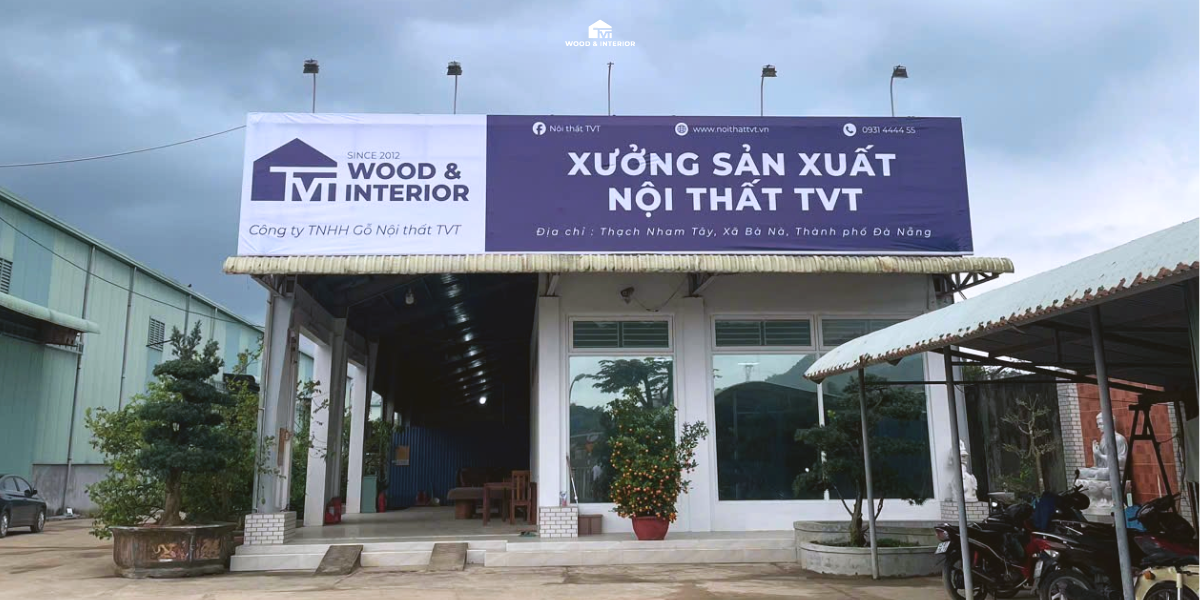 TVT
WOOD & INTERIOR
Nội thất TVT
www.noithattvt.vn
0931 4444 55
SINCE 2012
TVT WOOD &
INTERIOR
Công ty TNHH Gỗ Nội thất TVT
XƯỞNG SẢN XUẤT
NỘI THẤT TVT
Địa chỉ : Thạch Nham Tây, Xã Bà Nà, Thành phố Đà Nẵng